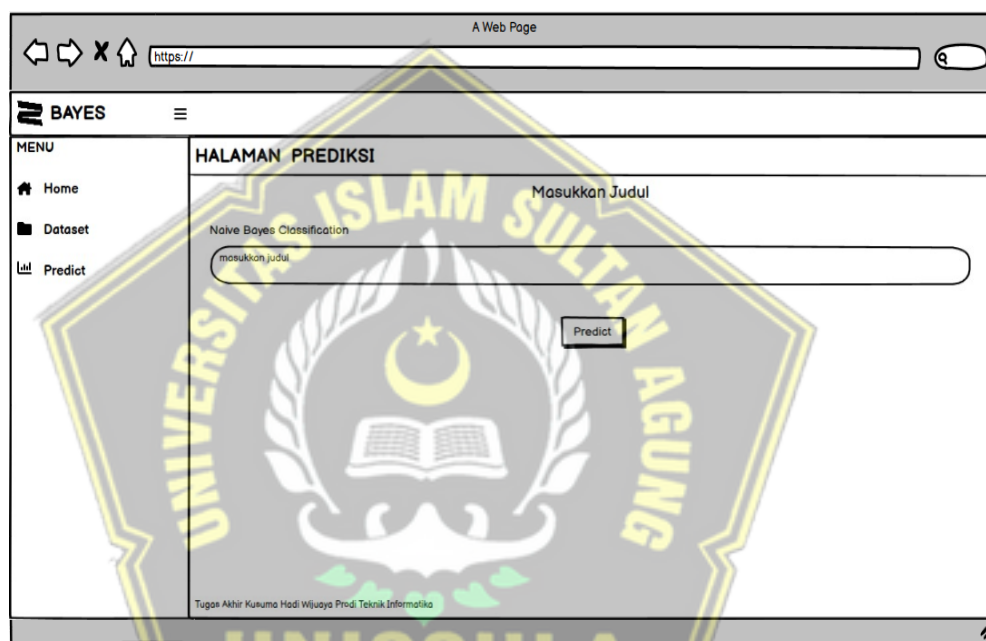 A Web Page
https://
BAYES
MENU
HALAMAN PREDIKSI
Home
Masukkan Judul
Dataset
Naive Bayes Classification
masukkan judul
Predict
Predict
Tugas Akhir Kusuma Hadi Wijaya Prodi Teknik Informatika
UNIVERSITAS ISLAM SULTAN AGUNG
UNISSULA